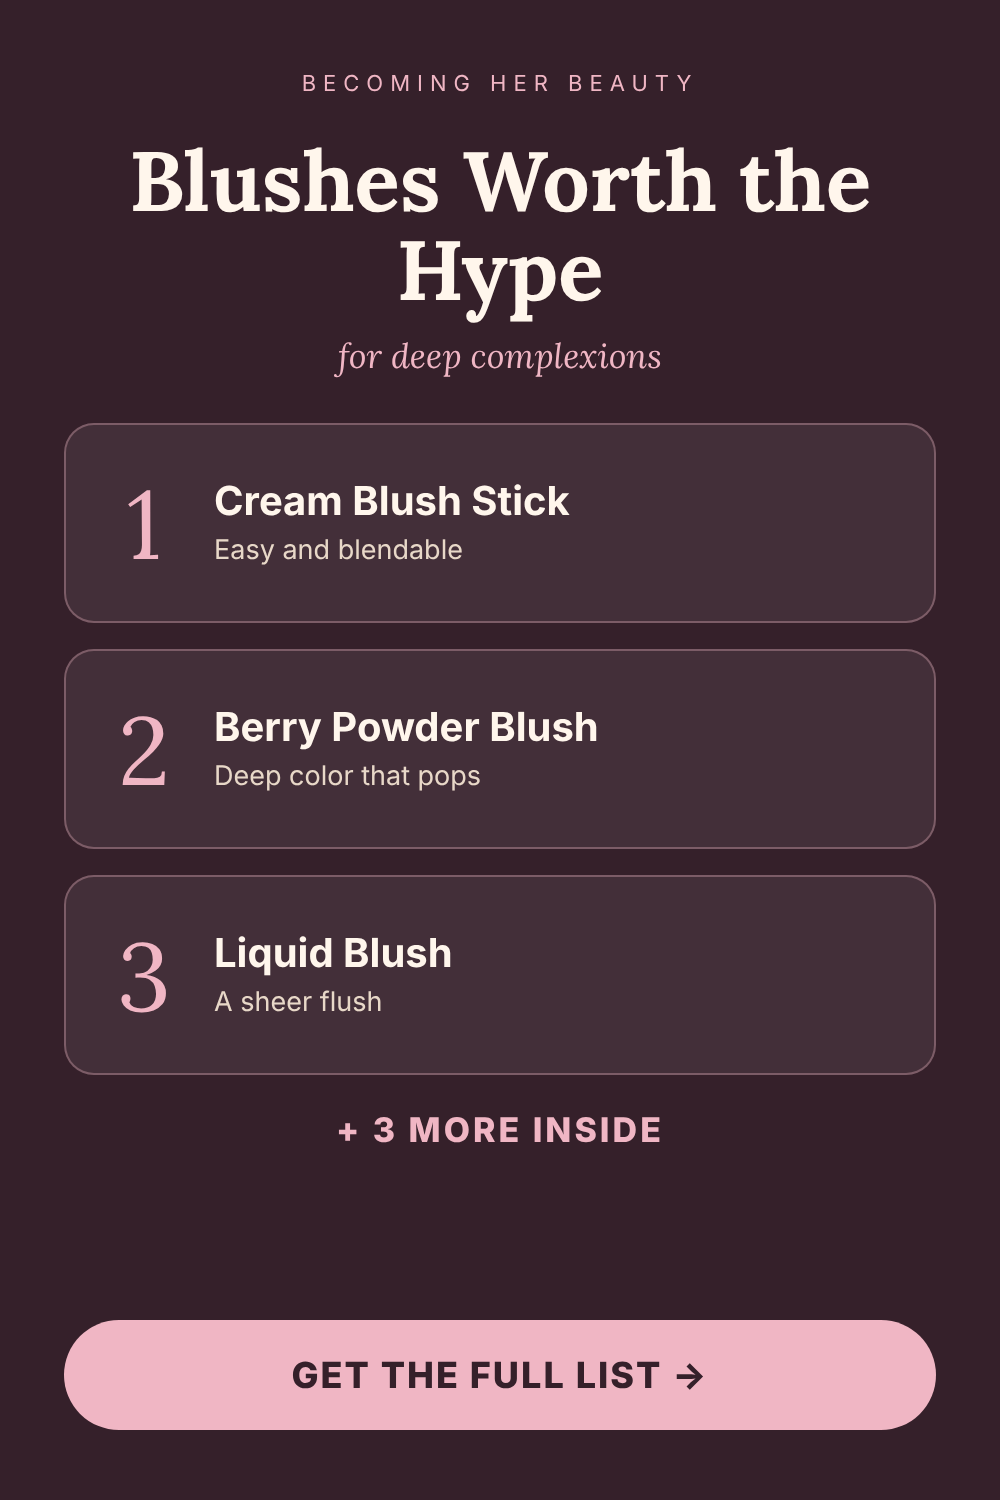 BECOMING HER BEAUTY
Blushes Worth the
Hype
for deep complexions
1
Cream Blush Stick
Easy and blendable
2
Berry Powder Blush
Deep color that pops
3
Liquid Blush
A sheer flush
+ 3 MORE INSIDE
GET THE FULL LIST →